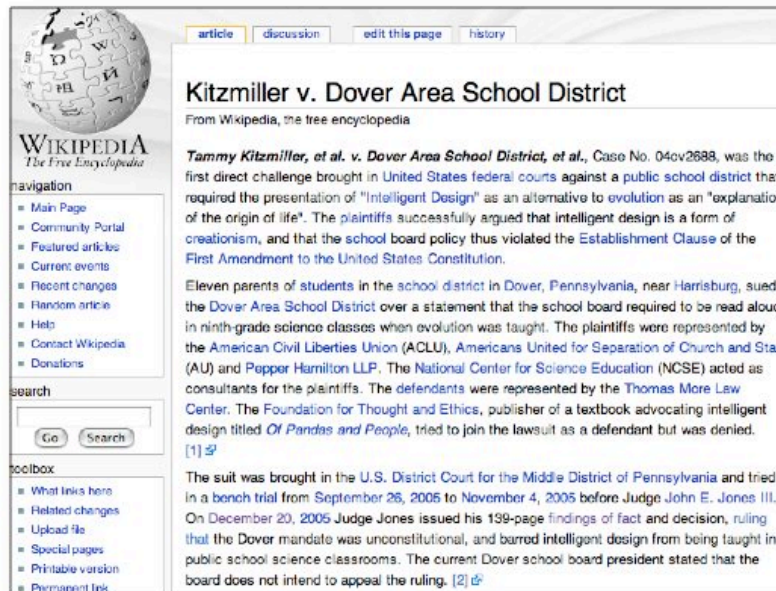 article discussion edit this page history
WIKIPEDIA
The Free Encyclopedia
navigation
Main Page
Community Portal
Featured articles
Current events
Recent changes
Random article
Help
Contact Wikipedia
Donations
search
Go Search
toolbox
What links here
Related changes
Upload file
Special pages
Printable version
Permanent link
Kitzmiller v. Dover Area School District
From Wikipedia, the free encyclopedia
Tammy Kitzmiller, et al. v. Dover Area School District, et al., Case No. 04cv2688, was the
first direct challenge brought in United States federal courts against a public school district that
required the presentation of "Intelligent Design" as an alternative to evolution as an "explanatio
of the origin of life". The plaintiffs successfully argued that intelligent design is a form of
creationism, and that the school board policy thus violated the Establishment Clause of the
First Amendment to the United States Constitution.
Eleven parents of students in the school district in Dover, Pennsylvania, near Harrisburg, sued
the Dover Area School District over a statement that the school board required to be read aloud
in ninth-grade science classes when evolution was taught. The plaintiffs were represented by
the American Civil Liberties Union (ACLU), Americans United for Separation of Church and Sta
(AU) and Pepper Hamilton LLP. The National Center for Science Education (NCSE) acted as
consultants for the plaintiffs. The defendants were represented by the Thomas More Law
Center. The Foundation for Thought and Ethics, publisher of a textbook advocating intelligent
design titled Of Pandas and People, tried to join the lawsuit as a defendant but was denied.
[1]
The suit was brought in the U.S. District Court for the Middle District of Pennsylvania and tried
in a bench trial from September 26, 2005 to November 4, 2005 before Judge John E. Jones III.
On December 20, 2005 Judge Jones issued his 139-page findings of fact and decision, ruling
that the Dover mandate was unconstitutional, and barred intelligent design from being taught in
public school science classrooms. The current Dover school board president stated that the
board does not intend to appeal the ruling. [2]